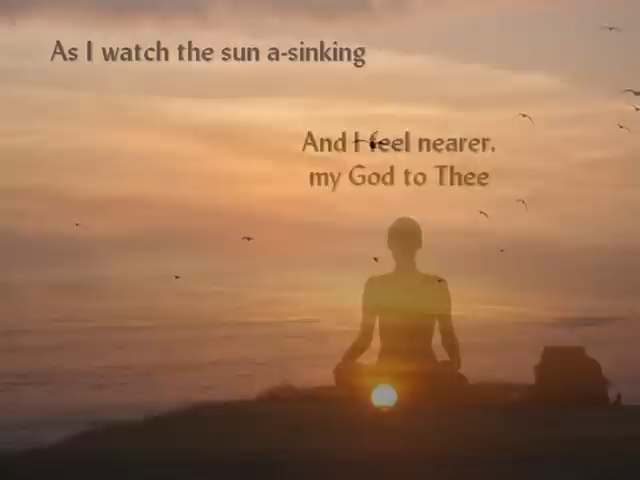 As I watch the sun a-sinking
And I feel nearer,
my God to Thee